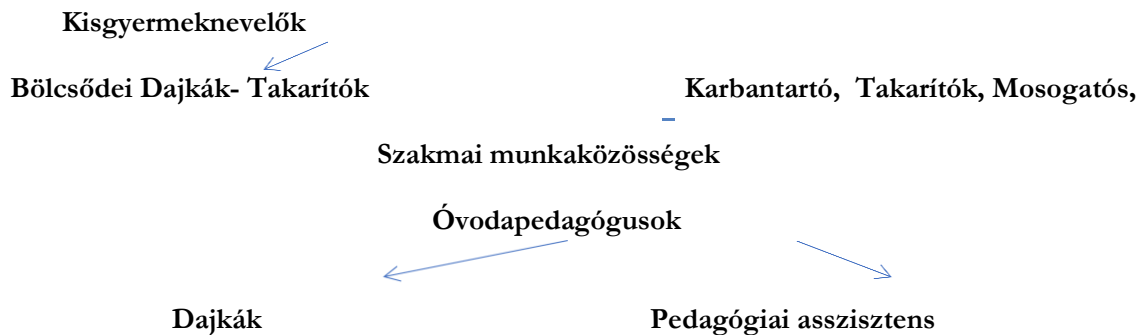 Kisgyermeknevelők
Bölcsődei Dajkák- Takarítók
Karbantartó, Takarítók, Mosogatós,
Szakmai munkaközösségek
Óvodapedagógusok
Dajkák
Pedagógiai asszisztens